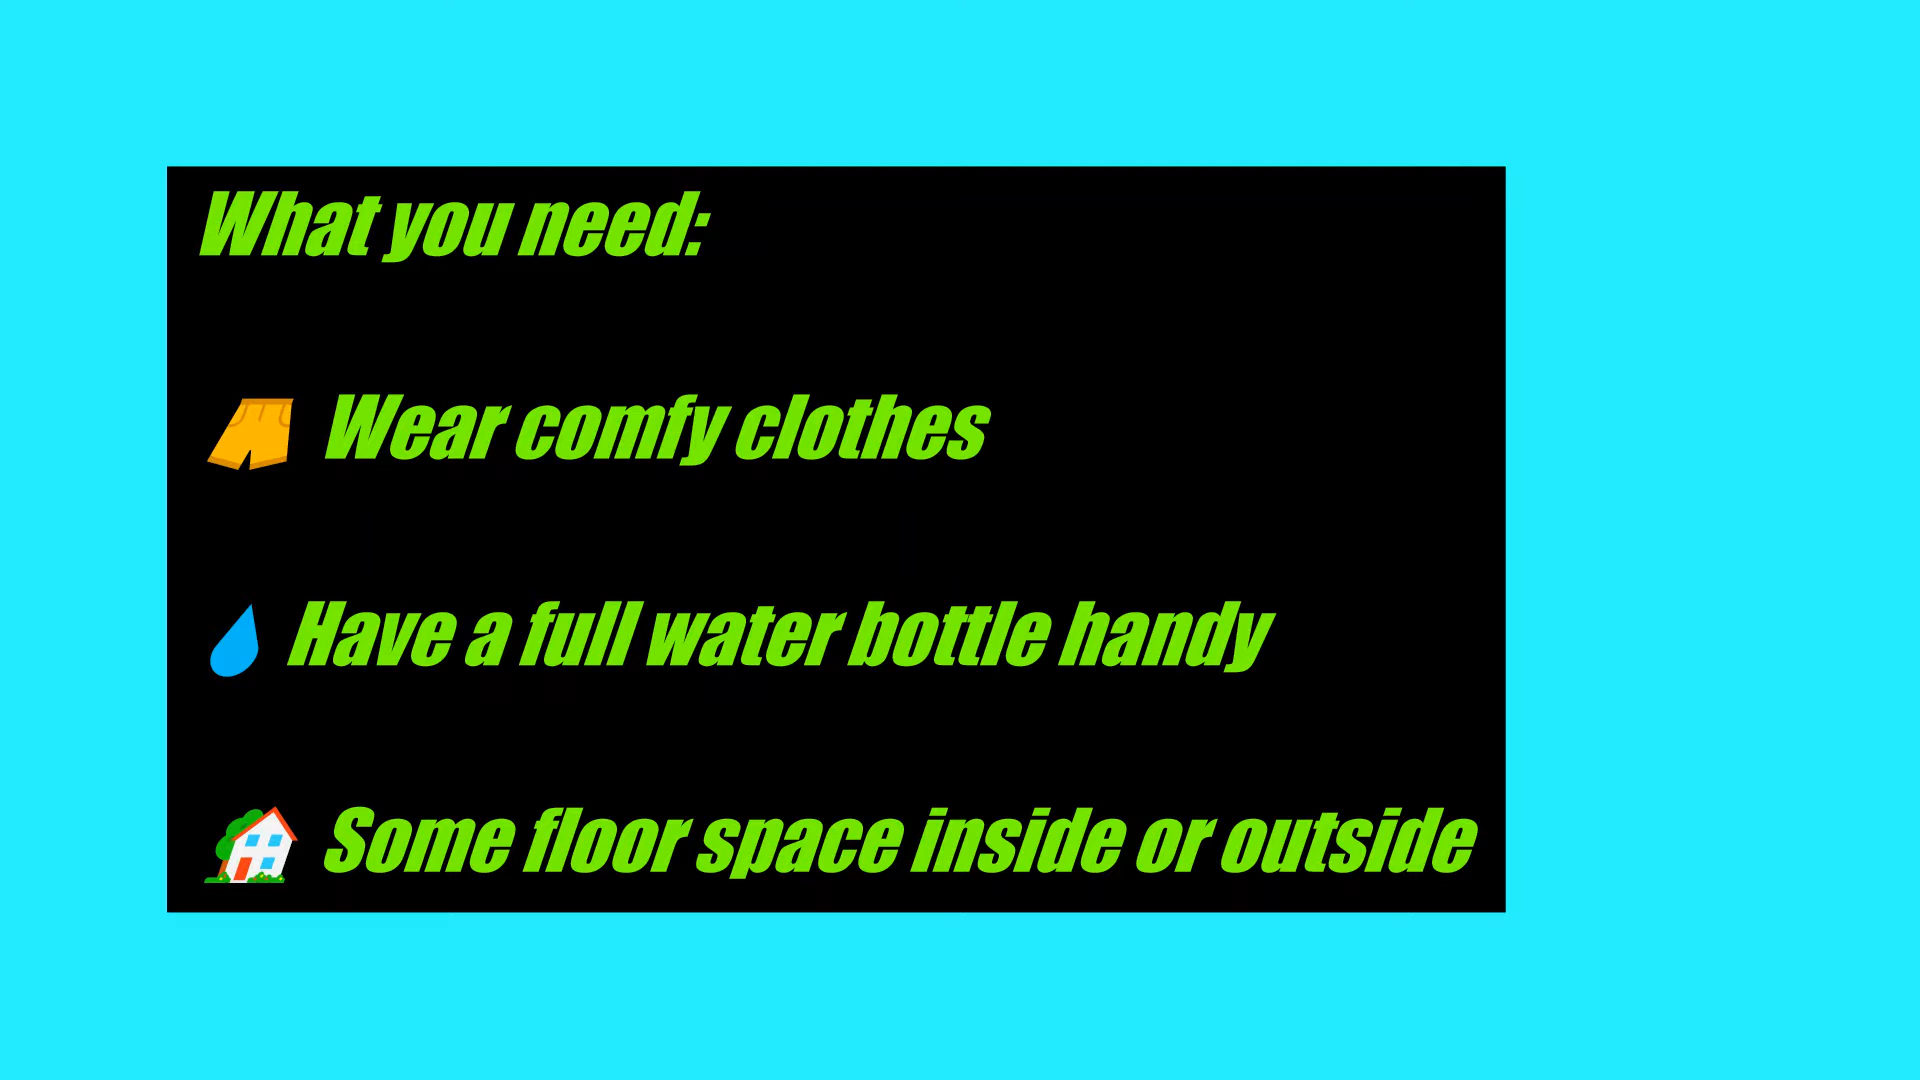 What you need:
🩳 Wear comfy clothes
💧 Have a full water bottle handy
🏡 Some floor space inside or outside